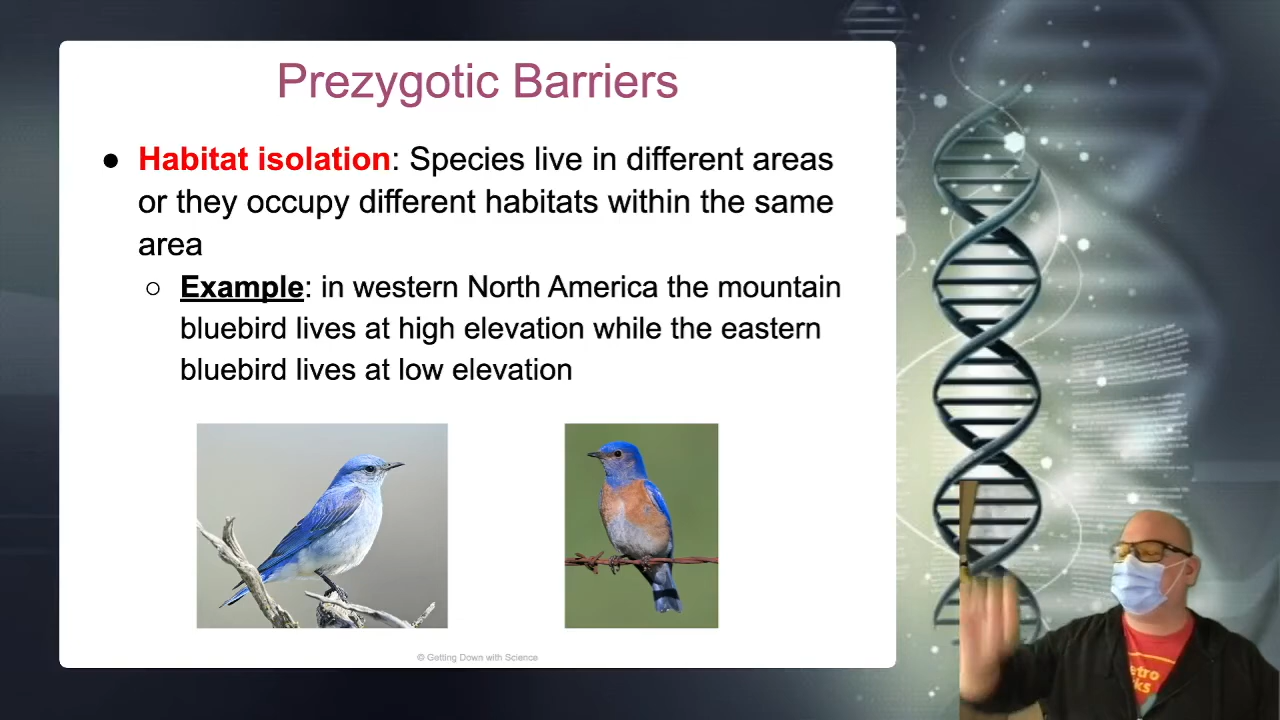 Prezygotic Barriers
● Habitat isolation: Species live in different areas
or they occupy different habitats within the same
area
○ Example: in western North America the mountain
bluebird lives at high elevation while the eastern
bluebird lives at low elevation
© Getting Down with Science